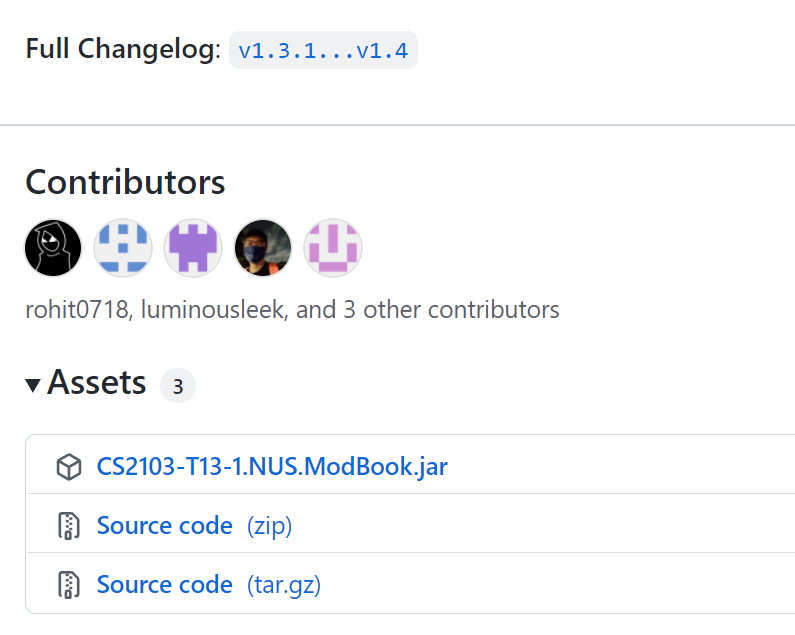 Full Changelog: v1.3.1...v1.4
Contributors
rohit0718, luminousleek, and 3 other contributors
Assets 3
CS2103-T13-1.NUS.ModBook.jar
Source code (zip)
Source code (tar.gz)